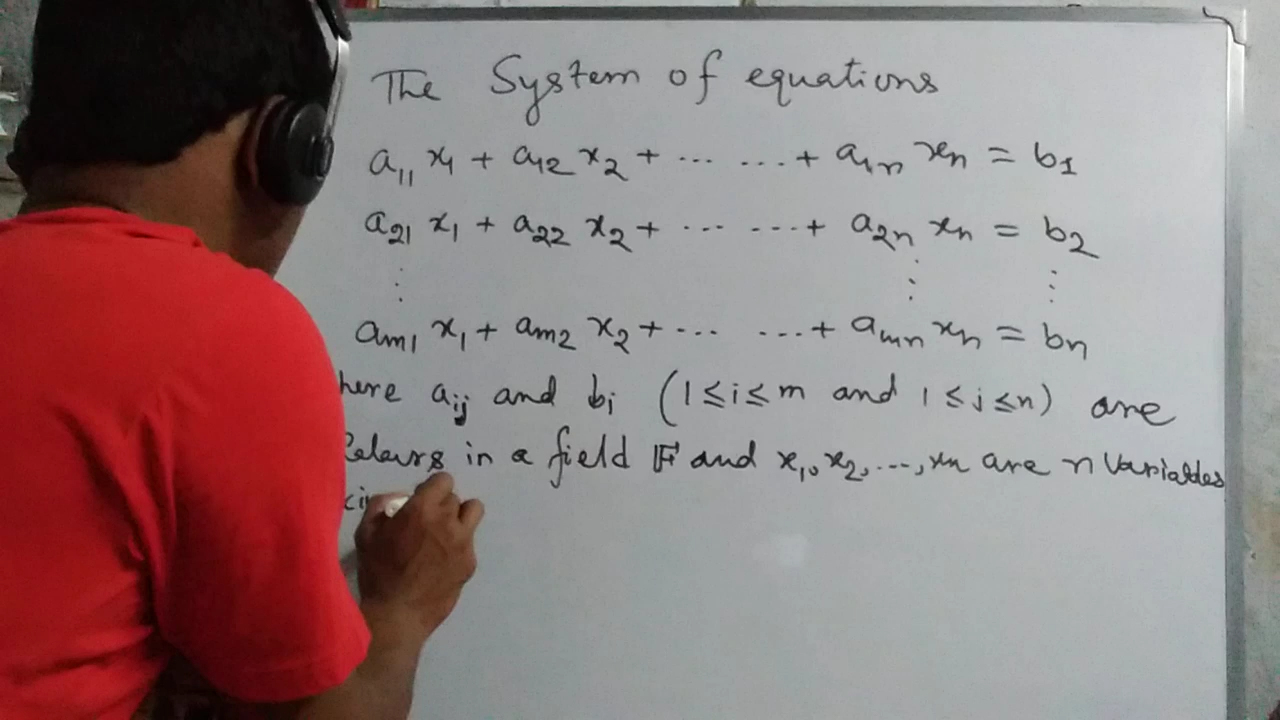 The System of equations
a₁₁ x₁ + a₁₂ x₂ + ... ... + a₁ₙ xₙ = b₁
a₂₁ x₁ + a₂₂ x₂ + ... ... + a₂ₙ xₙ = b₂
⋮ ⋮ ⋮
aₘ₁ x₁ + aₘ₂ x₂ + ... ... + aₘₙ xₙ = bₙ
here aᵢⱼ and bᵢ (1 ≤ i ≤ m and 1 ≤ j ≤ n) are
in a field 𝔽 and x₁, x₂, ..., xₙ are n variables